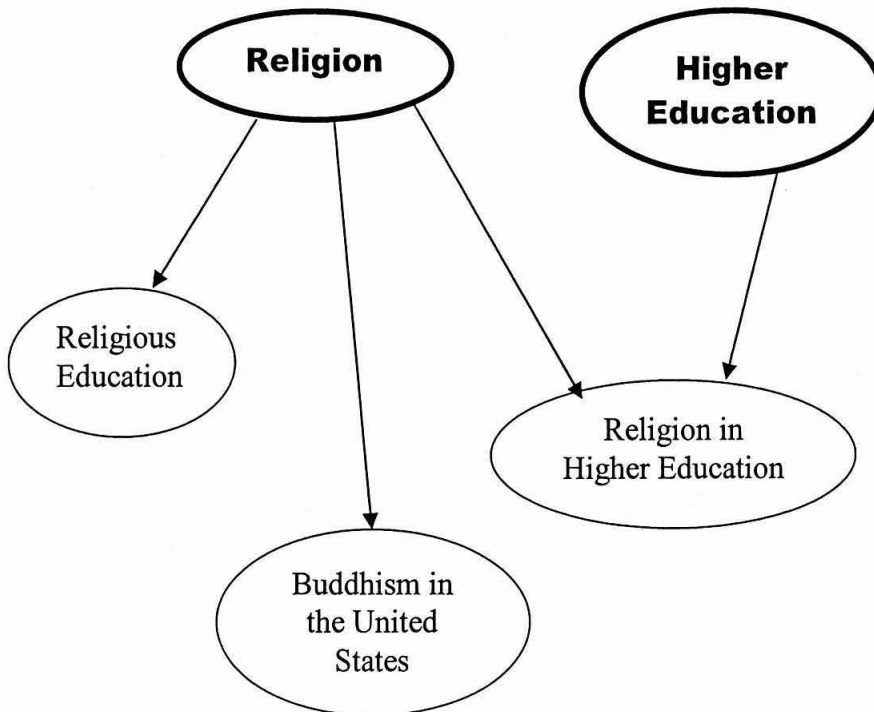 Religion
Higher
Education
Religious
Education
Religion in
Higher Education
Buddhism in
the United
States